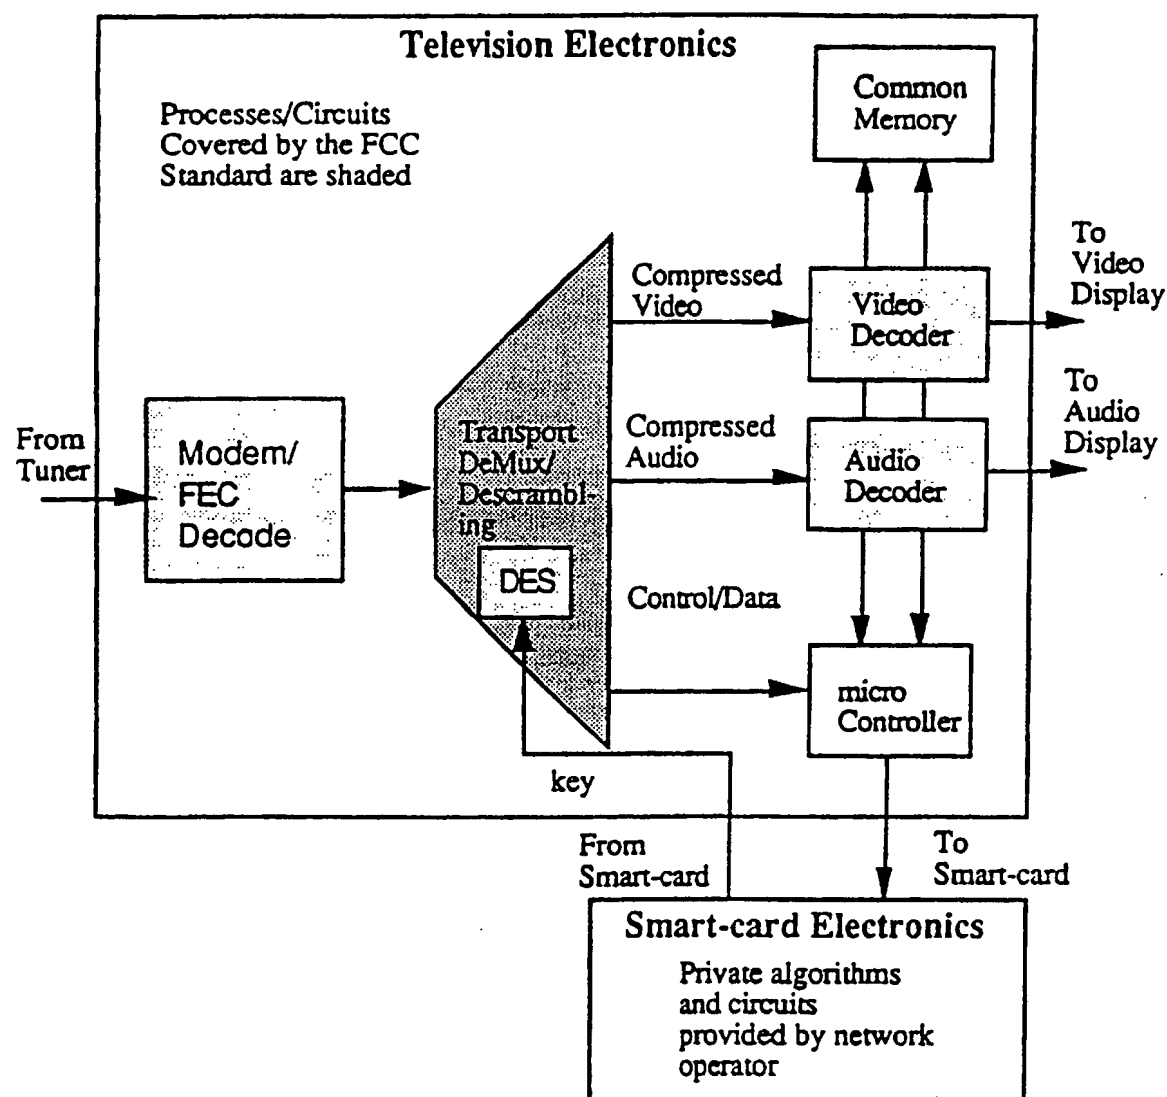 Television Electronics
Processes/Circuits
Covered by the FCC
Standard are shaded
Common
Memory
To
Video
Display
Compressed
Video
Video
Decoder
To
Audio
Display
From
Tuner
Modem/
FEC
Decode
Transport
DeMux/
Descrambl-
ing
DES
Compressed
Audio
Audio
Decoder
Control/Data
micro
Controller
key
From
Smart-card
To
Smart-card
Smart-card Electronics
Private algorithms
and circuits
provided by network
operator